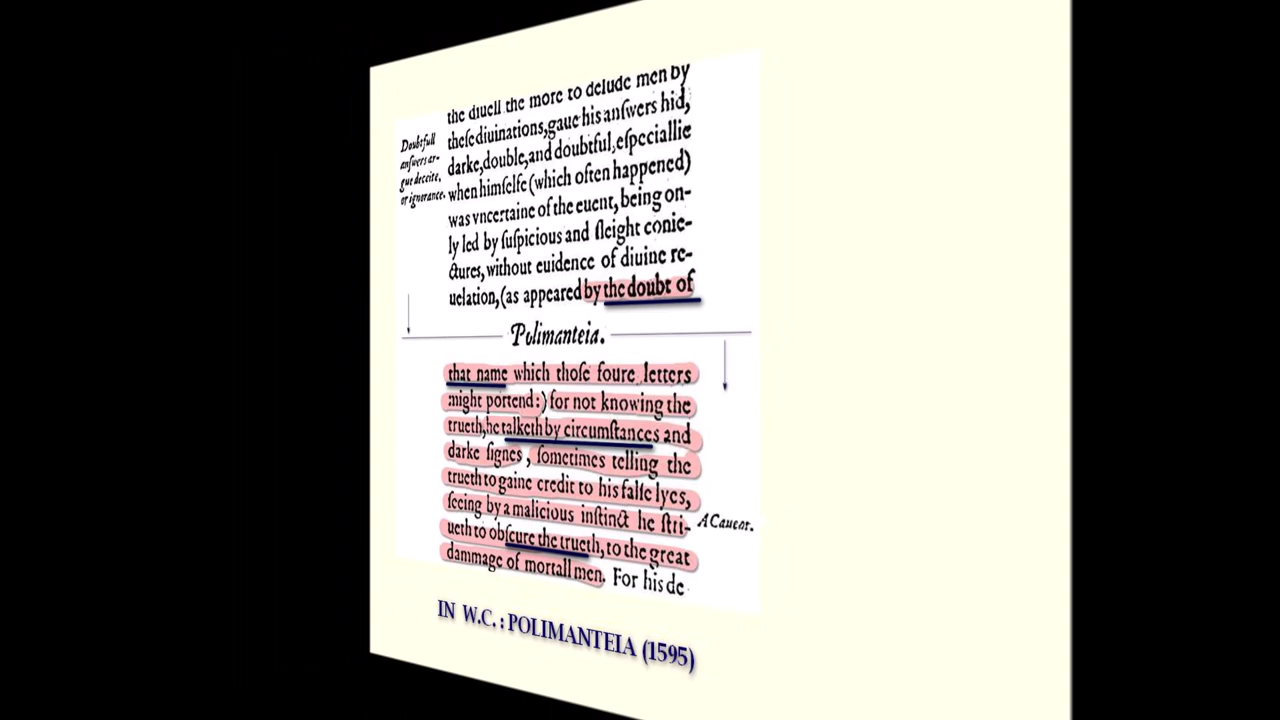 the diuell the more to delude men by
theſe diuinations, gaue his anſwers hid,
darke, double, and doubtful, eſpeciallie
when himſelfe (which often happened)
was vncertaine of the euent, being on-
ly led by ſuſpicious and ſleight coniec-
ctures, without euidence of diuine re-
uelation, (as appeared by the doubt of
Doubtfull
anſwers ar-
gue deceite,
or ignorance.
Polimanteia.
that name which thoſe foure letters
might portend:) for not knowing the
trueth, he talketh by circumſtances and
darke ſignes, ſometimes telling the
trueth to gaine credit to his falſe lyes,
ſeeing by a malicious inſtinct he ſtri-
ueth to obſcure the trueth, to the great
dammage of mortall men. For his de
A Caueat.
IN W.C. : POLIMANTEIA (1595)